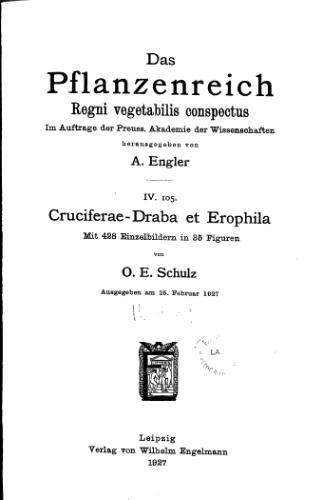 Das
Pflanzenreich
Regni vegetabilis conspectus
Im Auftrage der Preuss. Akademie der Wissenschaften
herausgegeben von
A. Engler
IV. 105.
Cruciferae-Draba et Erophila
Mit 428 Einzelbildern in 35 Figuren
von
O. E. Schulz
Ausgegeben am 15. Februar 1927
LA
Leipzig
Verlag von Wilhelm Engelmann
1927